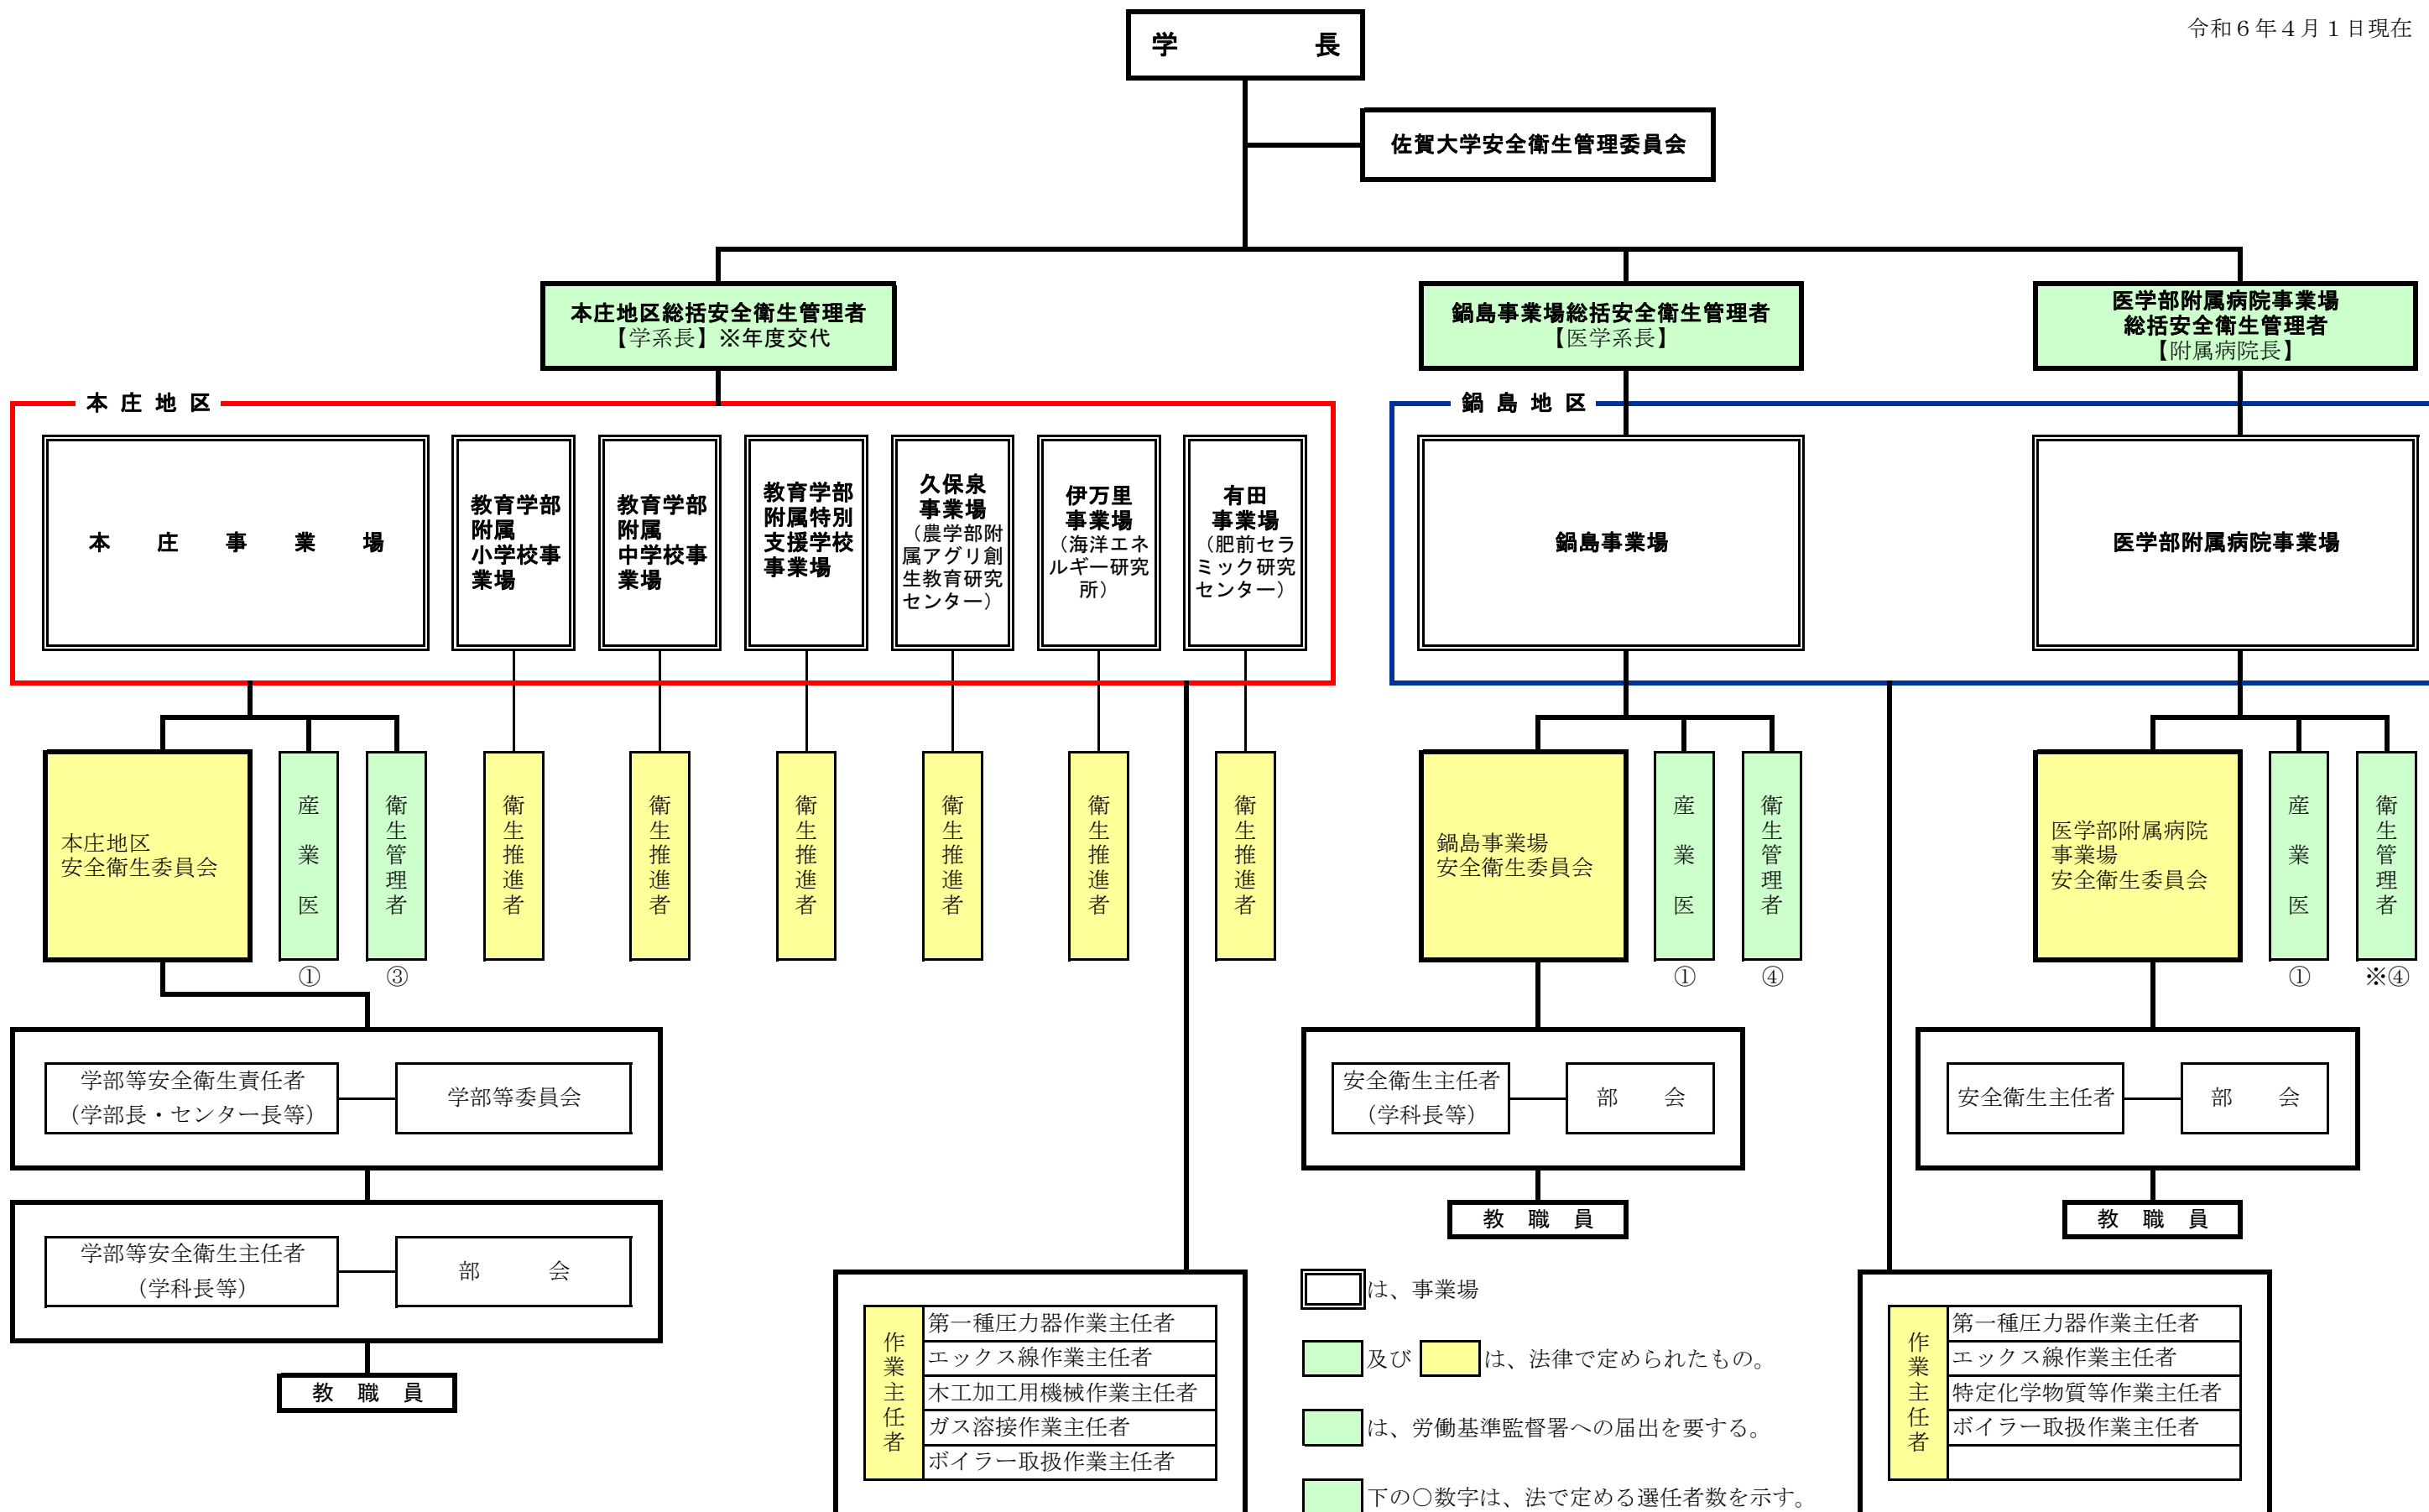 令和６年４月１日現在
学　　長
佐賀大学安全衛生管理委員会
本庄地区総括安全衛生管理者
【学系長】※年度交代
鍋島事業場総括安全衛生管理者
【医学系長】
医学部附属病院事業場
総括安全衛生管理者
【附属病院長】
本 庄 地 区
鍋 島 地 区
本　庄　事　業　場
教育学部
附属
小学校事
業場
教育学部
附属
中学校事
業場
教育学部
附属特別
支援学校
事業場
久保泉
事業場
（農学部附
属アグリ創
生教育研究
センター）
伊万里
事業場
（海洋エネ
ルギー研究
所）
有田
事業場
（肥前セラ
ミック研究
センター）
鍋島事業場
医学部附属病院事業場
本庄地区
安全衛生委員会
産業医
①
衛生管理者
③
衛生推進者
衛生推進者
衛生推進者
衛生推進者
衛生推進者
衛生推進者
鍋島事業場
安全衛生委員会
産業医
①
衛生管理者
④
医学部附属病院
事業場
安全衛生委員会
産業医
①
衛生管理者
※④
学部等安全衛生責任者
（学部長・センター長等）
学部等委員会
安全衛生主任者
（学科長等）
部　会
安全衛生主任者
部　会
教　職　員
教　職　員
学部等安全衛生主任者
（学科長等）
部　　会
教　職　員
作業主任者
第一種圧力器作業主任者
エックス線作業主任者
木工加工用機械作業主任者
ガス溶接作業主任者
ボイラー取扱作業主任者
は、事業場
及び は、法律で定められたもの。
は、労働基準監督署への届出を要する。
下の〇数字は、法で定める選任者数を示す。
作業主任者
第一種圧力器作業主任者
エックス線作業主任者
特定化学物質等作業主任者
ボイラー取扱作業主任者